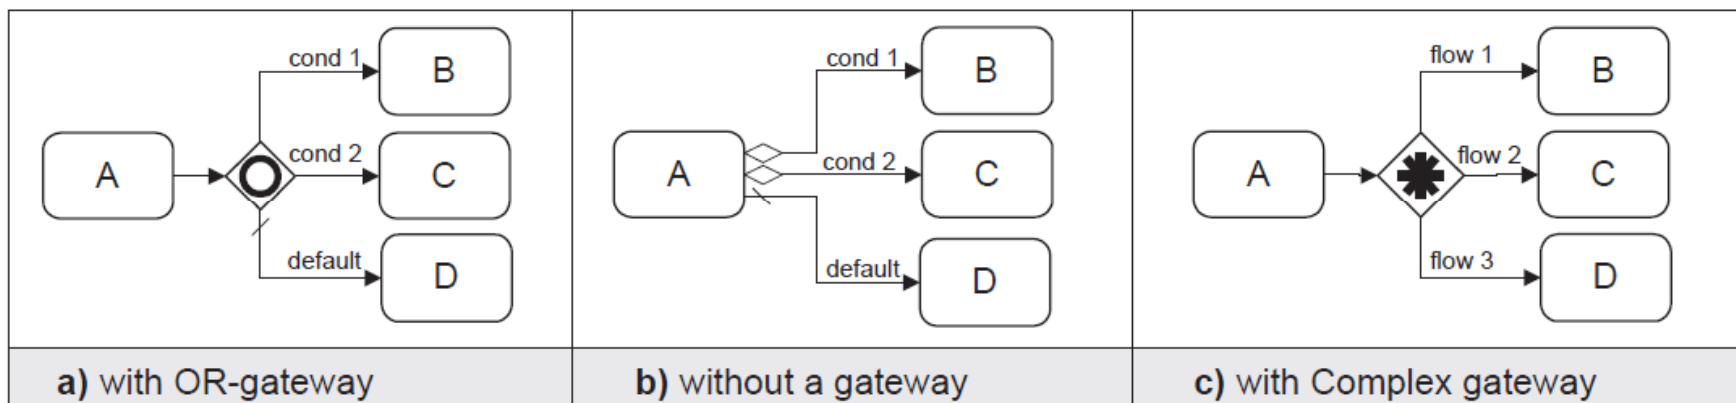 A
cond 1
B
cond 2
C
default
D
a) with OR-gateway
A
cond 1
B
cond 2
C
default
D
b) without a gateway
A
flow 1
B
flow 2
C
flow 3
D
c) with Complex gateway